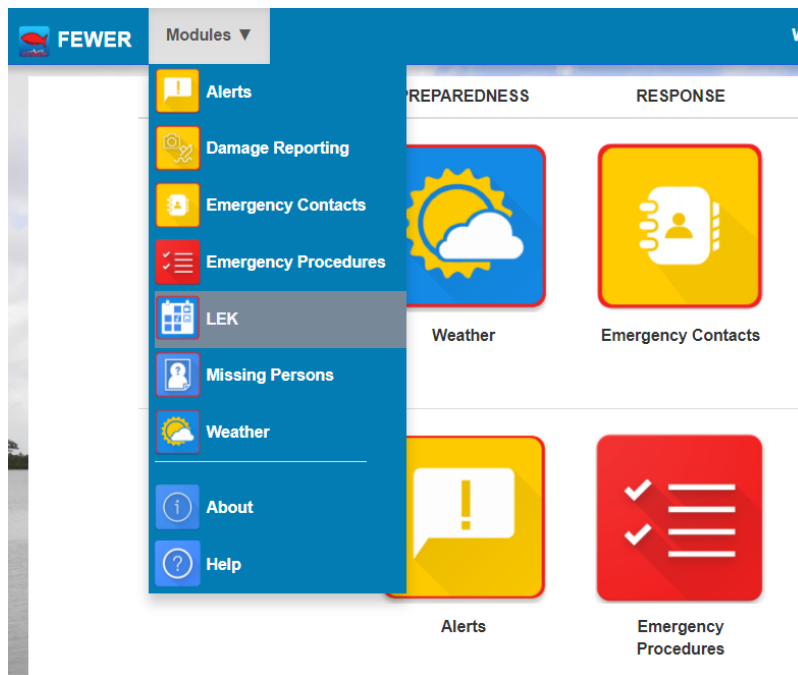 FEWER
Modules ▼
Alerts
Damage Reporting
Emergency Contacts
Emergency Procedures
LEK
Missing Persons
Weather
About
Help
RESPONSE
Weather
Emergency Contacts
Alerts
Emergency
Procedures